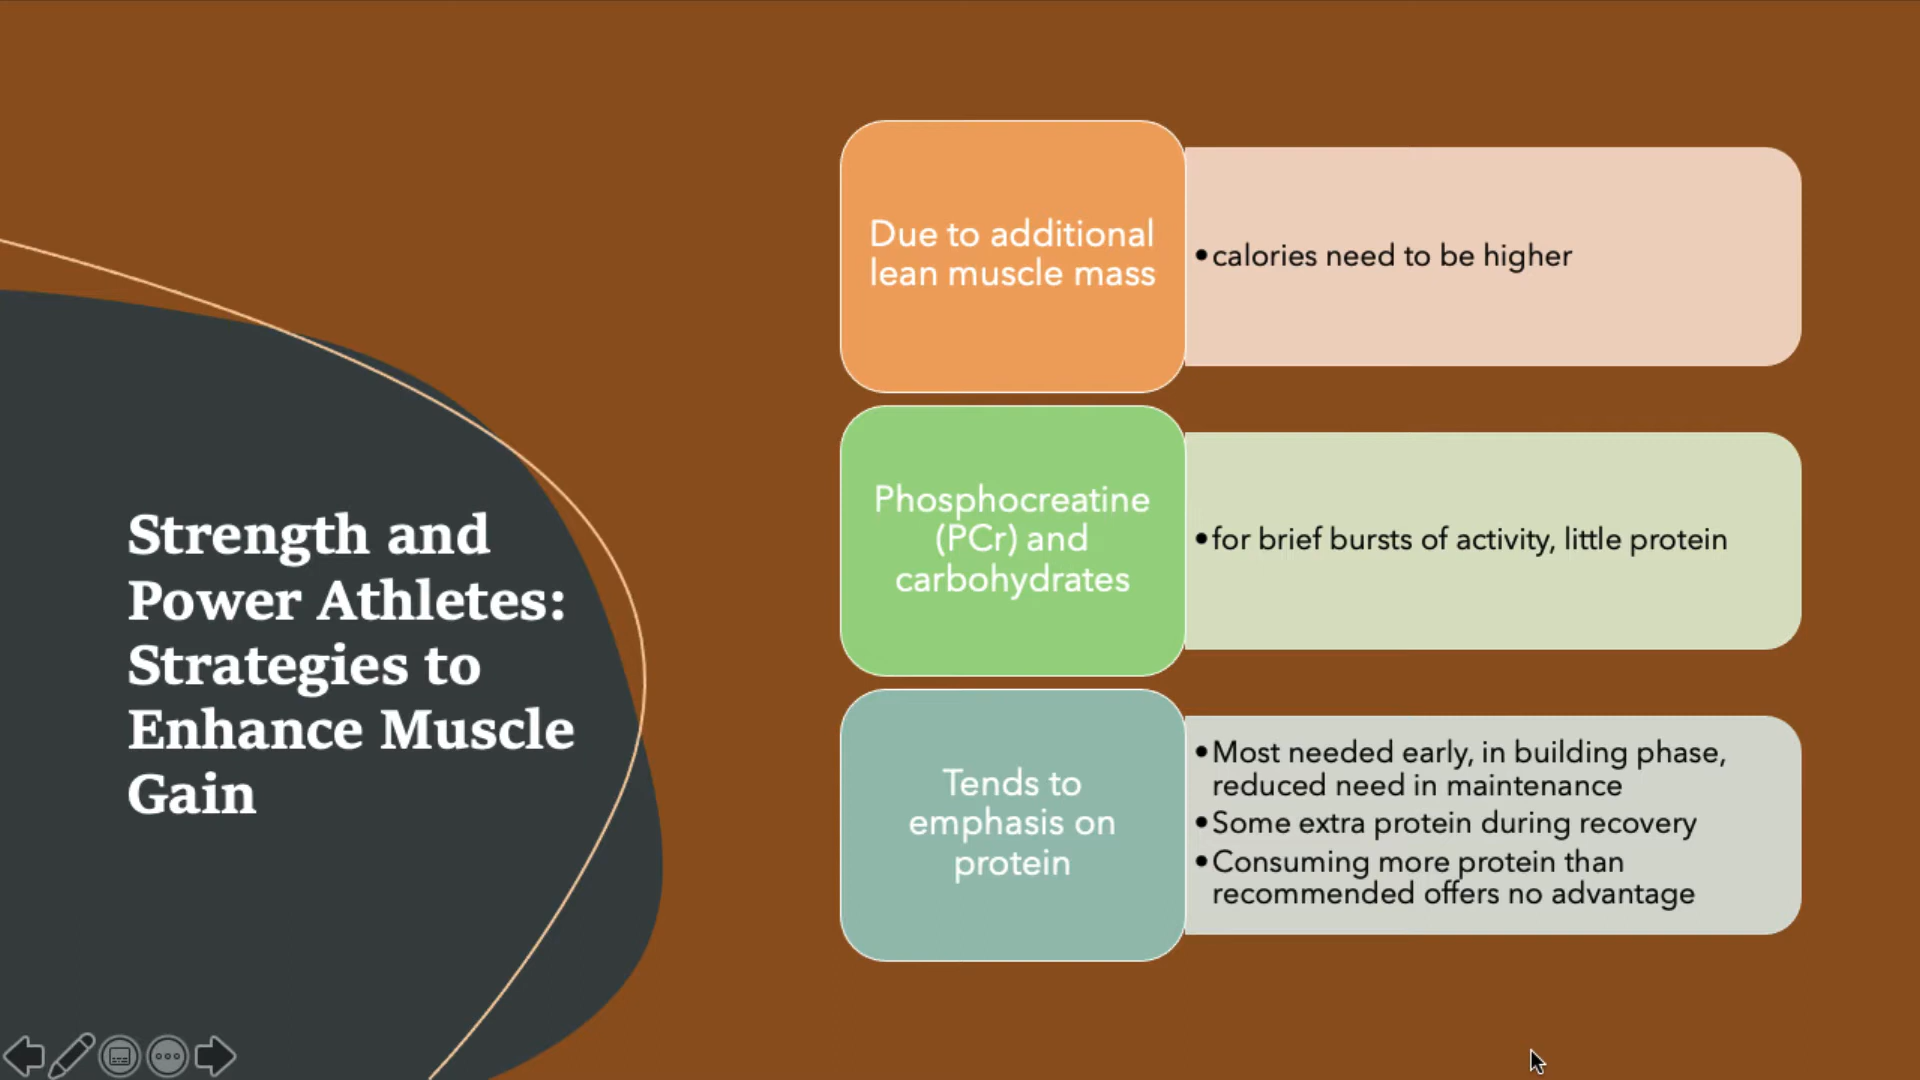 Strength and
Power Athletes:
Strategies to
Enhance Muscle
Gain
Due to additional
lean muscle mass
•calories need to be higher
Phosphocreatine
(PCr) and
carbohydrates
•for brief bursts of activity, little protein
Tends to
emphasis on
protein
•Most needed early, in building phase,
reduced need in maintenance
•Some extra protein during recovery
•Consuming more protein than
recommended offers no advantage